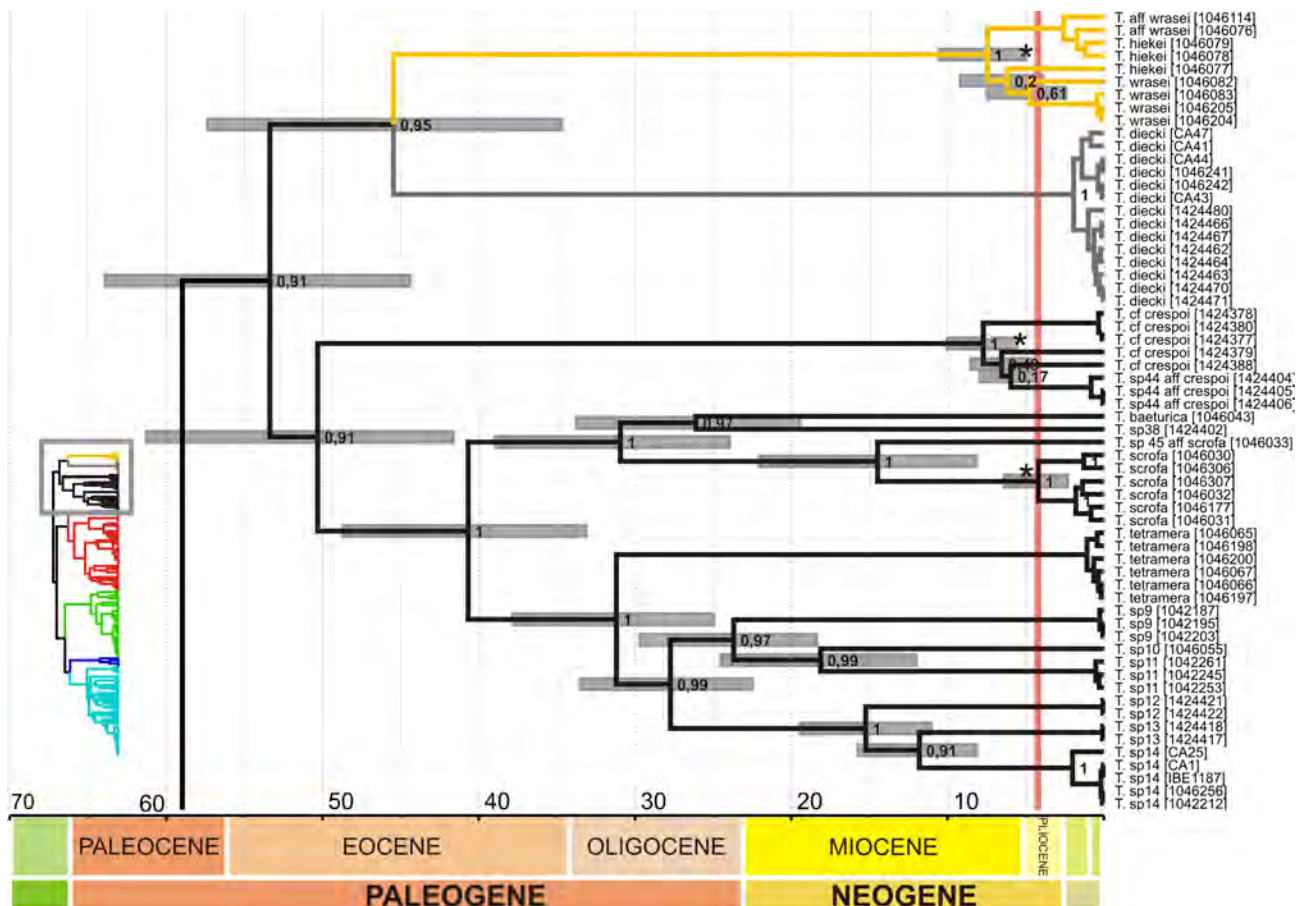 T. aff wrasei [1046114]
T. aff wrasei [1046076]
T. hiekei [1046079]
T. hiekei [1046078]
T. hiekei [1046077]
T. wrasei [1046082]
T. wrasei [1046083]
T. wrasei [1046205]
T. wrasei [1046204]
T. diecki [CA47]
T. diecki [CA41]
T. diecki [CA44]
T. diecki [1046241]
T. diecki [1046242]
T. diecki [CA43]
T. diecki [1424480]
T. diecki [1424466]
T. diecki [1424467]
T. diecki [1424462]
T. diecki [1424464]
T. diecki [1424463]
T. diecki [1424470]
T. diecki [1424471]
T. cf crespoi [1424378]
T. cf crespoi [1424380]
T. cf crespoi [1424377]
T. cf crespoi [1424379]
T. cf crespoi [1424388]
T. sp44 aff crespoi [1424404]
T. sp44 aff crespoi [1424405]
T. sp44 aff crespoi [1424406]
T. baeturica [1046043]
T. sp38 [1424402]
T. sp 45 aff scrofa [1046033]
T. scrofa [1046030]
T. scrofa [1046306]
T. scrofa [1046307]
T. scrofa [1046032]
T. scrofa [1046177]
T. scrofa [1046031]
T. tetramera [1046065]
T. tetramera [1046198]
T. tetramera [1046200]
T. tetramera [1046067]
T. tetramera [1046066]
T. tetramera [1046197]
T. sp9 [1042187]
T. sp9 [1042195]
T. sp9 [1042203]
T. sp10 [1046055]
T. sp11 [1042261]
T. sp11 [1042245]
T. sp11 [1042253]
T. sp12 [1424421]
T. sp12 [1424422]
T. sp13 [1424418]
T. sp13 [1424417]
T. sp14 [CA25]
T. sp14 [CA1]
T. sp14 [IBE1187]
T. sp14 [1046256]
T. sp14 [1042212]
1 *
0,2
0,61
0,95
1
0,91
1 *
0,17
0,91
0,97
1
1
1
* 1
1
1
0,97
0,99
0,99
1
0,91
1
70 60 50 40 30 20 10
PALEOCENE EOCENE OLIGOCENE MIOCENE PLIOCENE
PALEOGENE NEOGENE